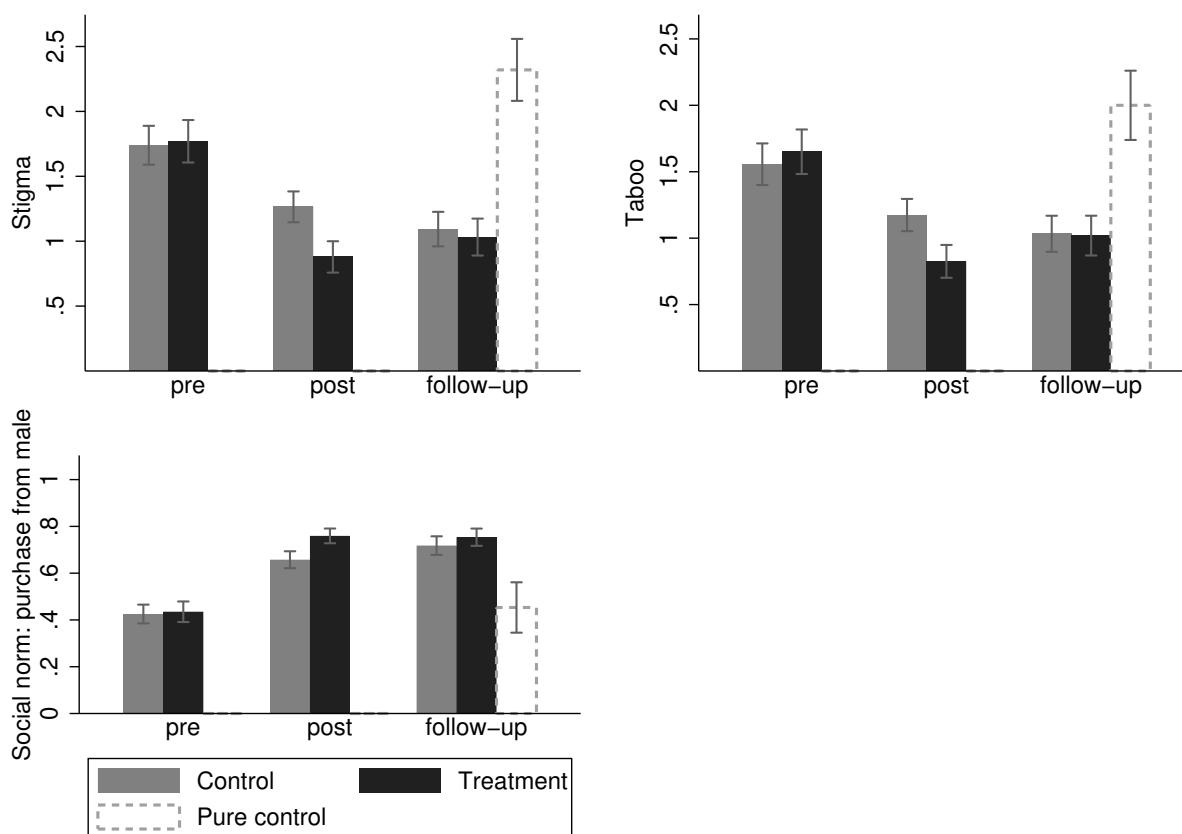 Stigma
2.5
2
1.5
1
.5
pre post follow−up
Taboo
2.5
2
1.5
1
.5
pre post follow−up
Social norm: purchase from male
1
.8
.6
.4
.2
0
pre post follow−up
Control Treatment
Pure control